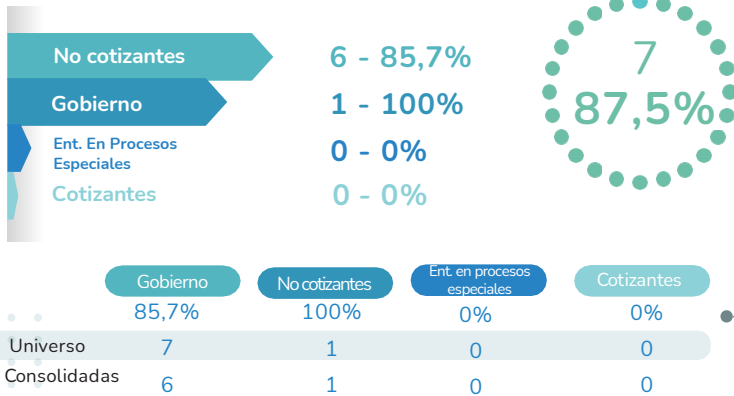 No cotizantes 6 - 85,7%
Gobierno 1 - 100%
Ent. En Procesos
Especiales
0 - 0%
Cotizantes 0 - 0%
7
87,5%
Gobierno No cotizantes Ent. en procesos
especiales
Cotizantes
85,7% 100% 0% 0%
Universo 7 1 0 0
Consolidadas 6 1 0 0